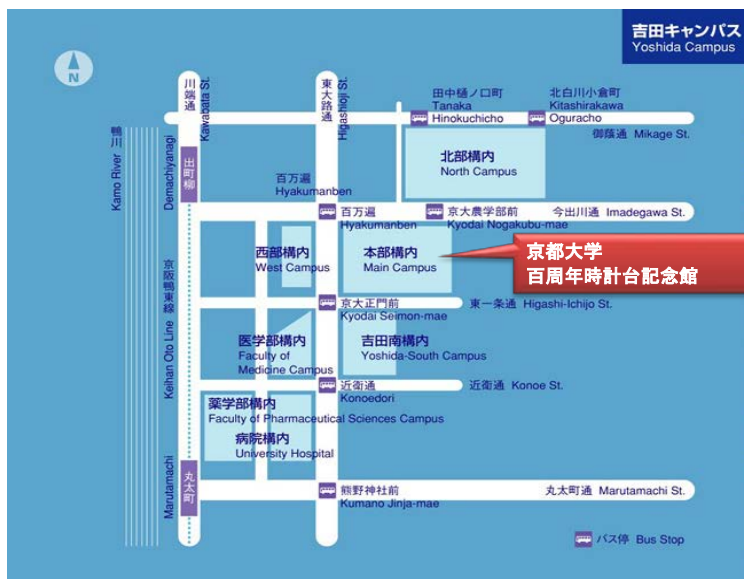 吉田キャンパス
Yoshida Campus
N
川端通
Kawabata St.
東大路通
Higashioji St.
田中樋ノ口町
Tanaka
Hinokuchicho
北白川小倉町
Kitashirakawa
Oguracho
御蔭通 Mikage St.
鴨川
Kamo River
出町柳
Demachiyanagi
北部構内
North Campus
百万遍
Hyakumanben
百万遍
Hyakumanben
京大農学部前
Kyodai Nogakubu-mae
今出川通 Imadegawa St.
西部構内
West Campus
本部構内
Main Campus
京都大学
百周年時計台記念館
京阪鴨東線
Keihan Oto Line
京大正門前
Kyodai Seimon-mae
東一条通 Higashi-Ichijo St.
医学部構内
Faculty of
Medicine Campus
吉田南構内
Yoshida-South Campus
近衛通
Konoedori
近衛通 Konoe St.
薬学部構内
Faculty of Pharmaceutical Sciences Campus
病院構内
University Hospital
丸太町
Marutamachi
熊野神社前
Kumano Jinja-mae
丸太町通 Marutamachi St.
バス停 Bus Stop